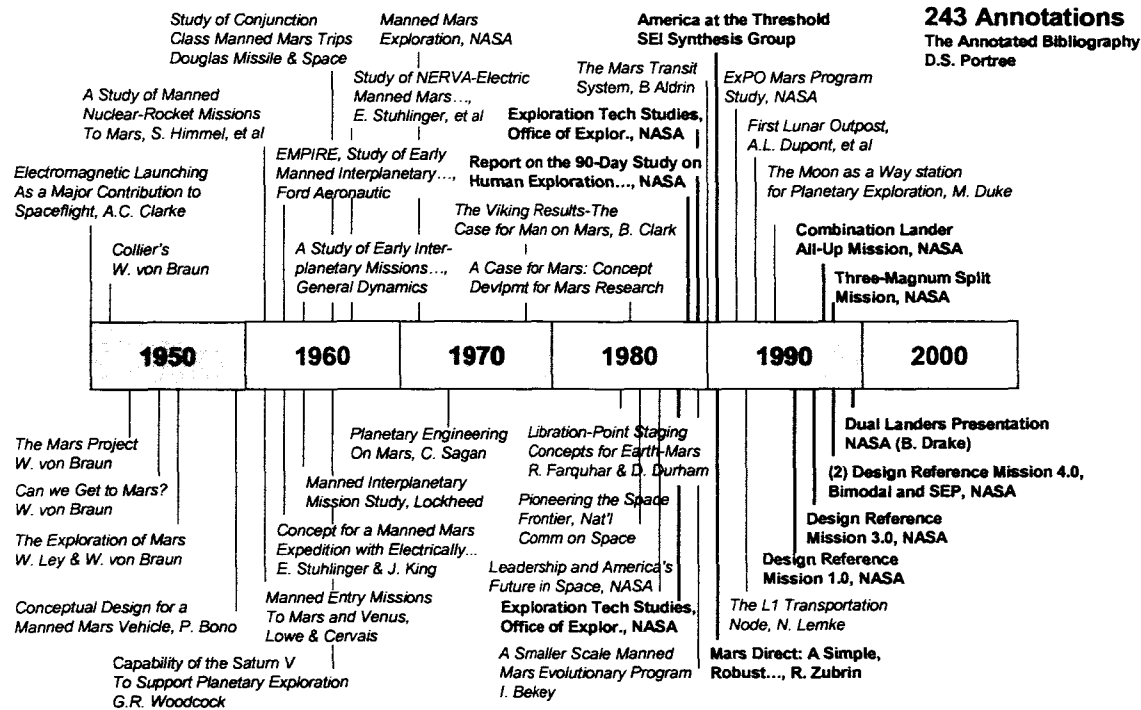 243 Annotations
The Annotated Bibliography
D.S. Portree
Study of Conjunction
Class Manned Mars Trips
Douglas Missile & Space
Manned Mars
Exploration, NASA
America at the Threshold
SEI Synthesis Group
A Study of Manned
Nuclear-Rocket Missions
To Mars, S. Himmel, et al
Study of NERVA-Electric
Manned Mars...,
E. Stuhlinger, et al
The Mars Transit
System, B Aldrin
ExPO Mars Program
Study, NASA
Exploration Tech Studies,
Office of Explor., NASA
First Lunar Outpost,
A.L. Dupont, et al
Electromagnetic Launching
As a Major Contribution to
Spaceflight, A.C. Clarke
EMPIRE, Study of Early
Manned Interplanetary...,
Ford Aeronautic
Report on the 90-Day Study on
Human Exploration..., NASA
The Moon as a Way station
for Planetary Exploration, M. Duke
The Viking Results-The
Case for Man on Mars, B. Clark
Collier's
W. von Braun
A Study of Early Inter-
planetary Missions...,
General Dynamics
A Case for Mars: Concept
Devlpmt for Mars Research
Combination Lander
All-Up Mission, NASA
Three-Magnum Split
Mission, NASA
1950 1960 1970 1980 1990 2000
The Mars Project
W. von Braun
Can we Get to Mars?
W. von Braun
The Exploration of Mars
W. Ley & W. von Braun
Conceptual Design for a
Manned Mars Vehicle, P. Bono
Capability of the Saturn V
To Support Planetary Exploration
G.R. Woodcock
Planetary Engineering
On Mars, C. Sagan
Manned Interplanetary
Mission Study, Lockheed
Concept for a Manned Mars
Expedition with Electrically...
E. Stuhlinger & J. King
Manned Entry Missions
To Mars and Venus,
Lowe & Cervais
Libration-Point Staging
Concepts for Earth-Mars
R. Farquhar & D. Durham
Pioneering the Space
Frontier, Nat'l
Comm on Space
Leadership and America's
Future in Space, NASA
Exploration Tech Studies,
Office of Explor., NASA
A Smaller Scale Manned
Mars Evolutionary Program
I. Bekey
Dual Landers Presentation
NASA (B. Drake)
(2) Design Reference Mission 4.0,
Bimodal and SEP, NASA
Design Reference
Mission 3.0, NASA
Design Reference
Mission 1.0, NASA
The L1 Transportation
Node, N. Lemke
Mars Direct: A Simple,
Robust..., R. Zubrin